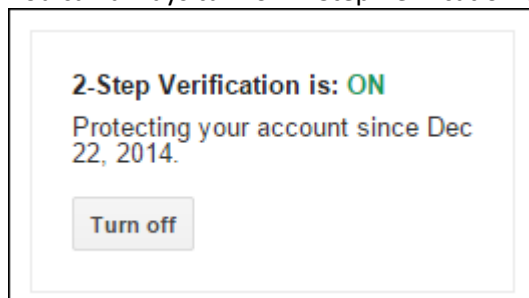 2-Step Verification is: ON
Protecting your account since Dec
22, 2014.
Turn off